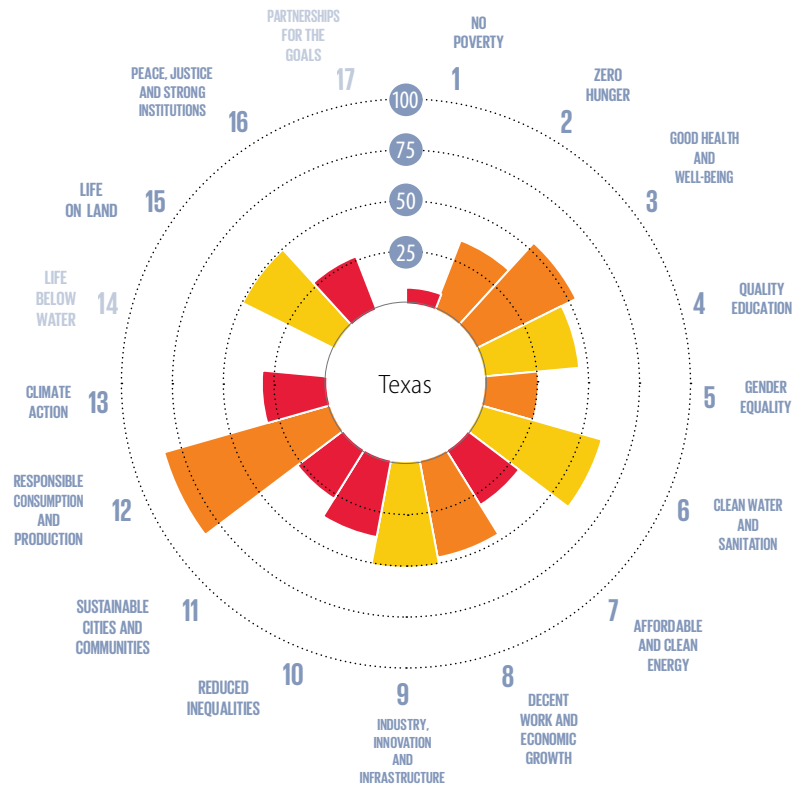 NO
POVERTY
1
ZERO
HUNGER
2
GOOD HEALTH
AND
WELL-BEING
3
QUALITY
EDUCATION
4
GENDER
EQUALITY
5
CLEAN WATER
AND
SANITATION
6
AFFORDABLE
AND CLEAN
ENERGY
7
DECENT
WORK AND
ECONOMIC
GROWTH
8
INDUSTRY,
INNOVATION
AND
INFRASTRUCTURE
9
REDUCED
INEQUALITIES
10
SUSTAINABLE
CITIES AND
COMMUNITIES
11
RESPONSIBLE
CONSUMPTION
AND
PRODUCTION
12
CLIMATE
ACTION
13
LIFE
BELOW
WATER
14
LIFE
ON LAND
15
PEACE, JUSTICE
AND STRONG
INSTITUTIONS
16
PARTNERSHIPS
FOR THE
GOALS
17
100
75
50
25
Texas